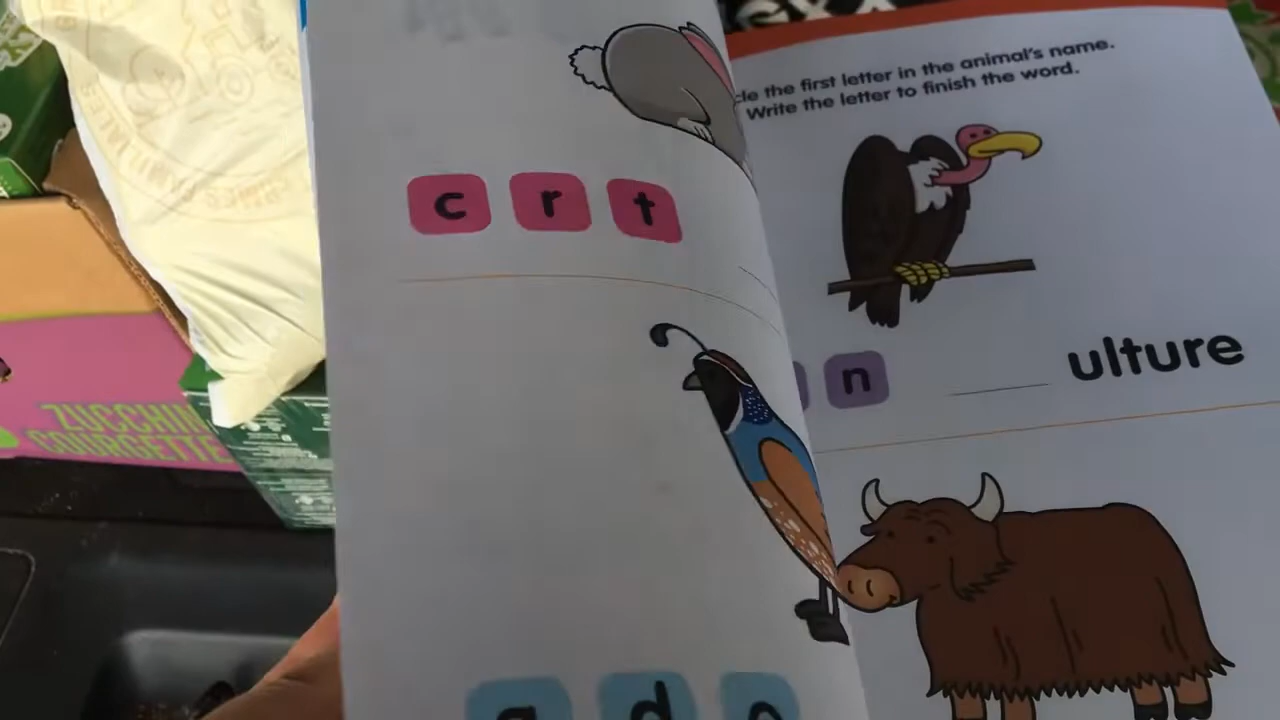 c r t
the first letter in the animal's name.
Write the letter to finish the word.
n
ulture
d
ZUCCHINI
COURGETTE